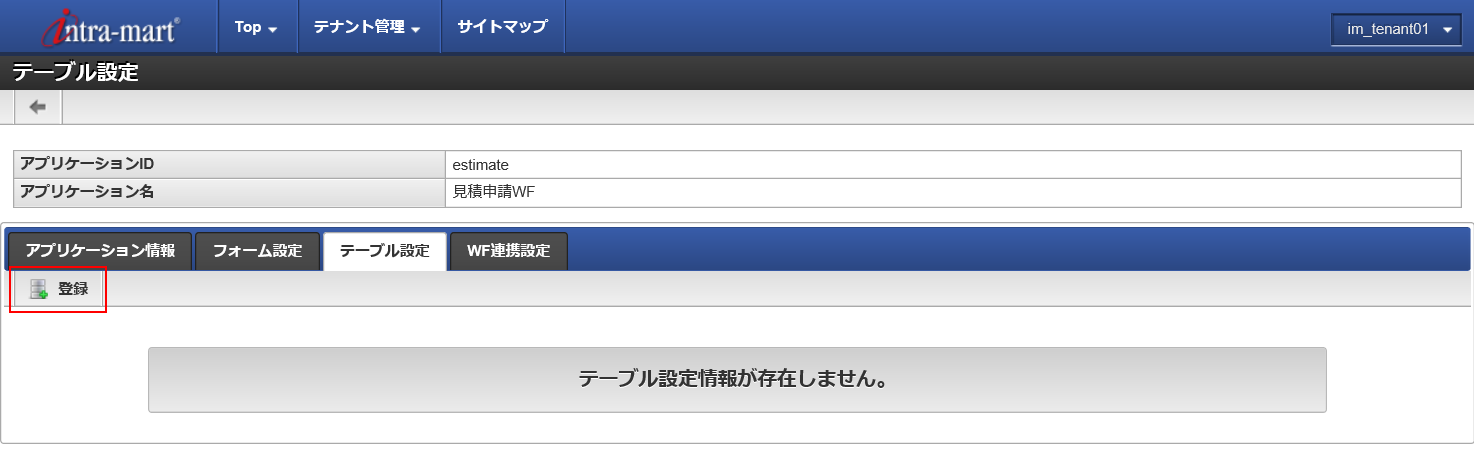 intra-mart® Top テナント管理 サイトマップ im_tenant01
テーブル設定
アプリケーションID estimate
アプリケーション名 見積申請WF
アプリケーション情報 フォーム設定 テーブル設定 WF連携設定
登録
テーブル設定情報が存在しません。